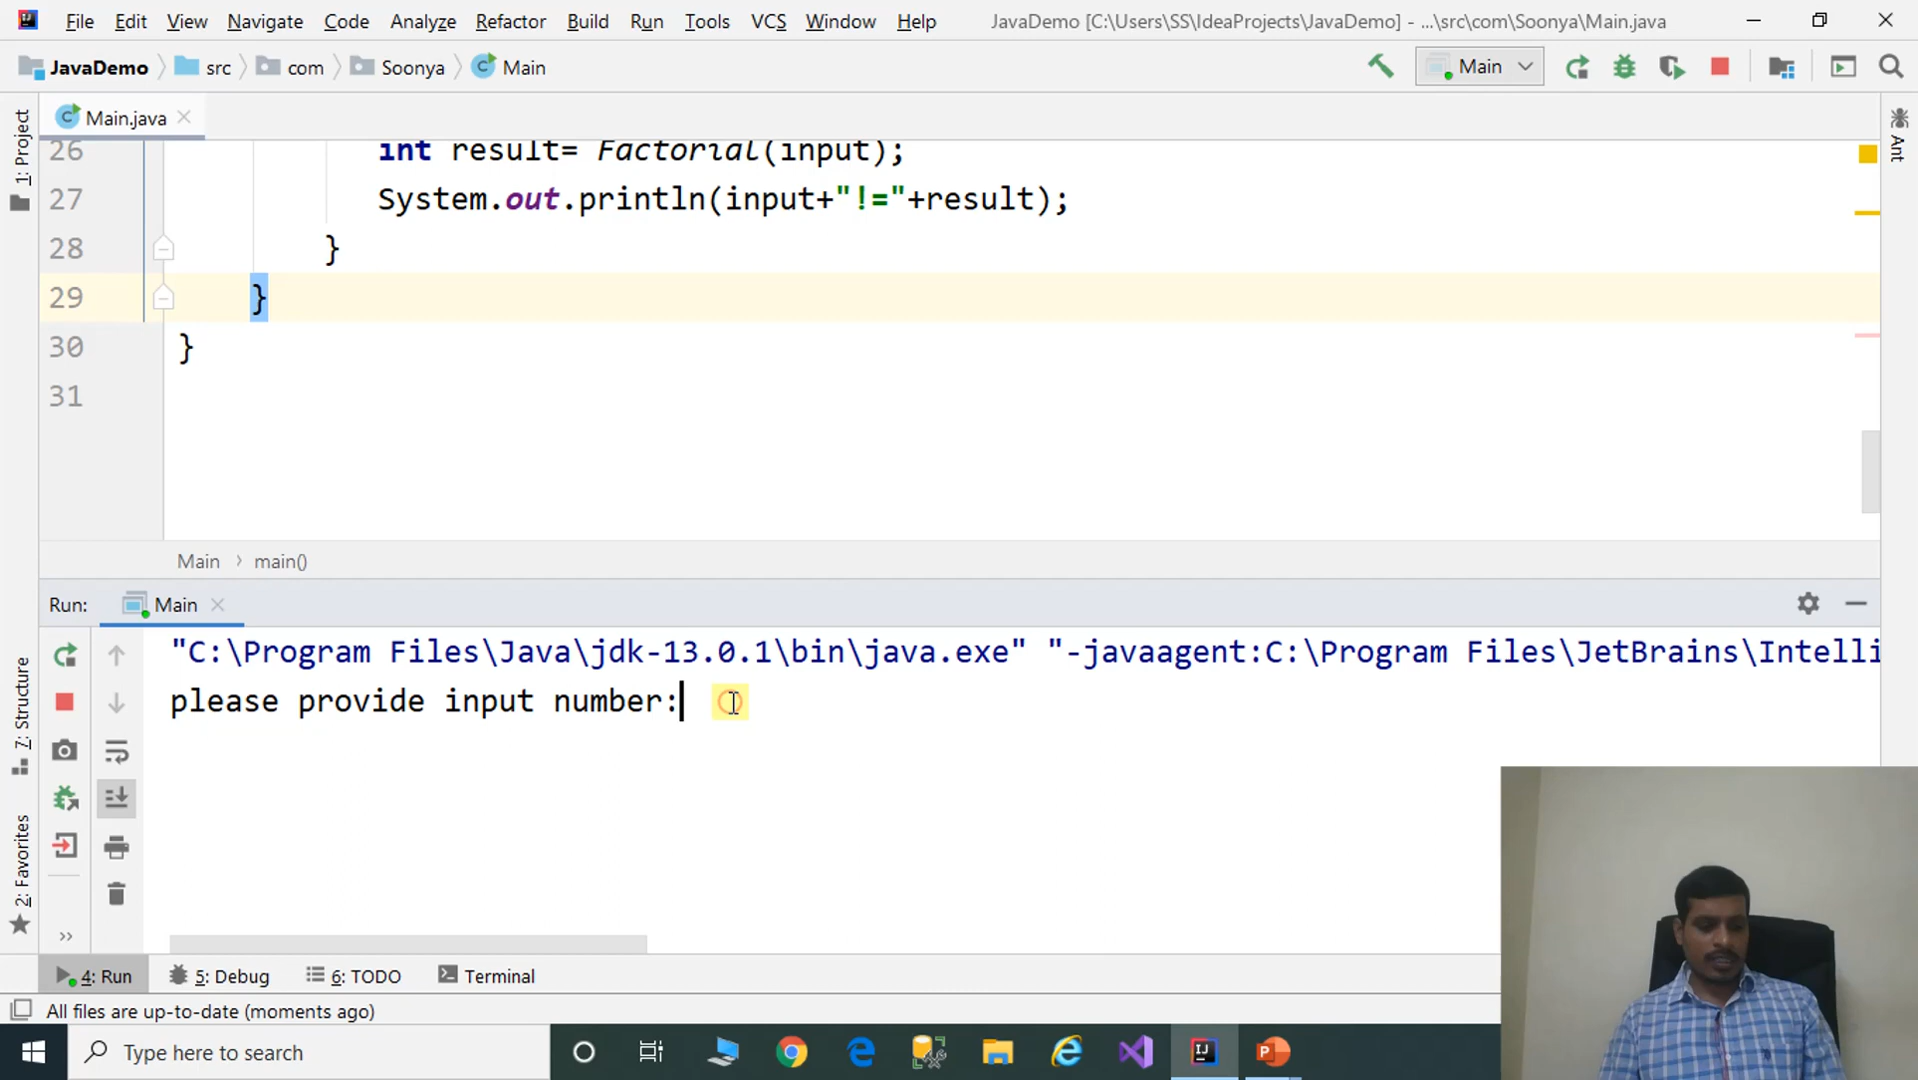 File Edit View Navigate Code Analyze Refactor Build Run Tools VCS Window Help JavaDemo [C:\Users\SS\IdeaProjects\JavaDemo] - ...\src\com\Soonya\Main.java
JavaDemo src com Soonya Main
Main
Main.java
1: Project
Ant
26 int result= Factorial(input);
27 System.out.println(input+"!="+result);
28 }
29 }
30 }
31
Main › main()
Run: Main
"C:\Program Files\Java\jdk-13.0.1\bin\java.exe" "-javaagent:C:\Program Files\JetBrains\Intelli
please provide input number:
7: Structure
2: Favorites
4: Run 5: Debug 6: TODO Terminal
All files are up-to-date (moments ago)
Type here to search